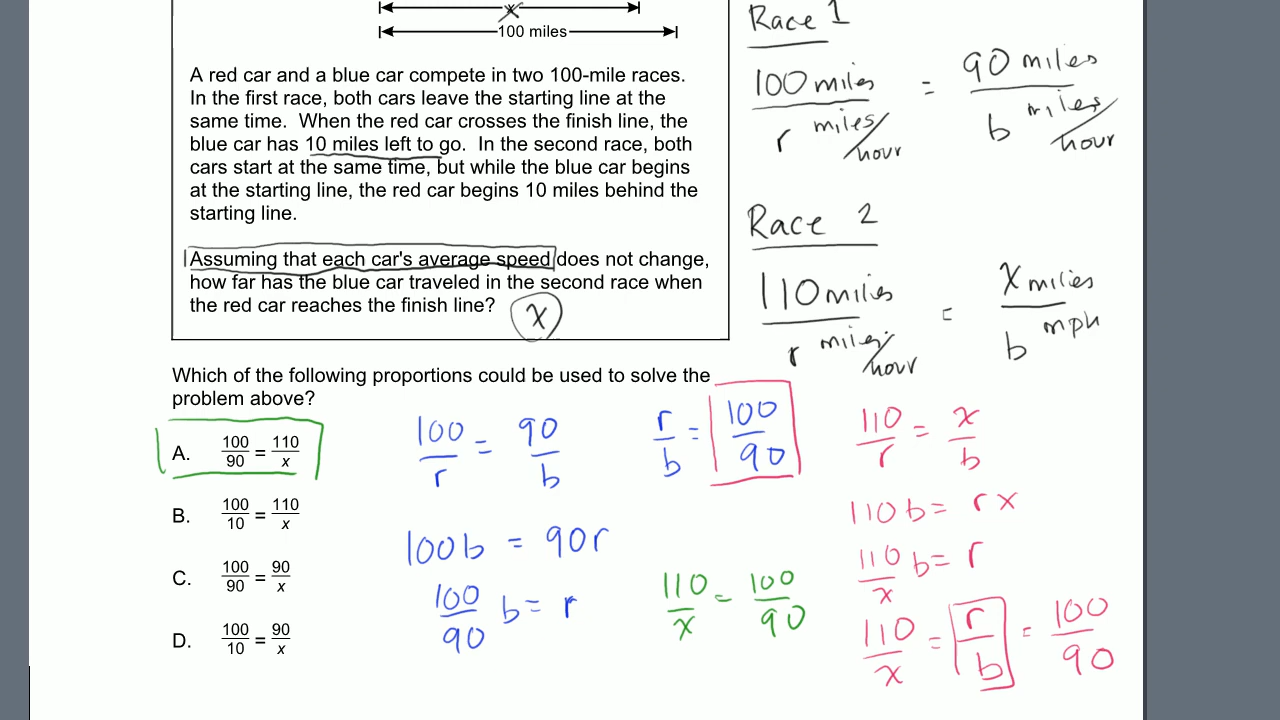 x
100 miles
A red car and a blue car compete in two 100-mile races.
In the first race, both cars leave the starting line at the
same time. When the red car crosses the finish line, the
blue car has 10 miles left to go. In the second race, both
cars start at the same time, but while the blue car begins
at the starting line, the red car begins 10 miles behind the
starting line.
Assuming that each car's average speed does not change,
how far has the blue car traveled in the second race when
the red car reaches the finish line? x
Which of the following proportions could be used to solve the
problem above?
A. 100/90 = 110/x
B. 100/10 = 110/x
C. 100/90 = 90/x
D. 100/10 = 90/x
Race 1
100 miles / r miles/hour = 90 miles / b miles/hour
Race 2
110 miles / r miles/hour = x miles / b mph
100/r = 90/b
100b = 90r
100/90 b = r
r/b = 100/90
110/x = 100/90
110/r = x/b
110b = rx
110/x b = r
110/x = r/b = 100/90